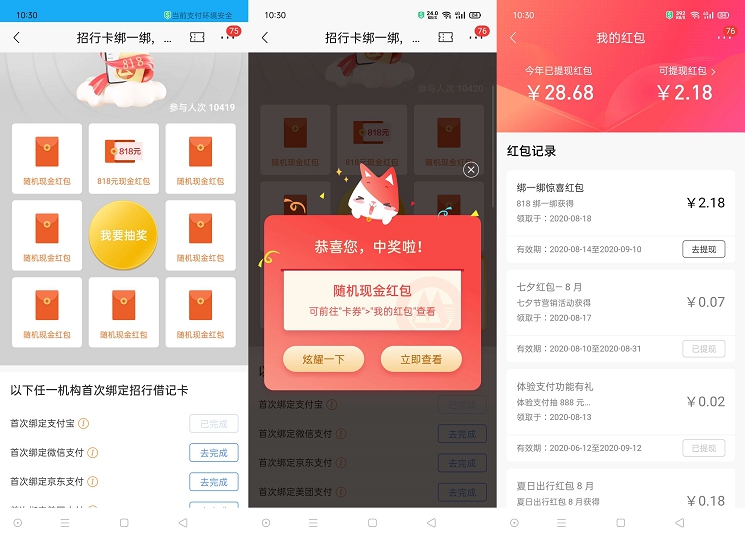 10:30
当前支付环境安全
招行卡绑一绑，...
75
818
参与人次 10419
随机现金红包
818元
818元现金红包
随机现金红包
随机现金红包
我要抽奖
随机现金红包
随机现金红包
随机现金红包
随机现金红包
以下任一机构首次绑定招行借记卡
首次绑定支付宝
已完成
首次绑定微信支付
去完成
首次绑定京东支付
去完成
10:30
24.0
64
招行卡绑一绑，...
76
参与人次 10420
818元
随机现金红包
818元现金红包
随机现金红包
恭喜您，中奖啦！
随机现金红包
可前往"卡券">"我的红包"查看
炫耀一下
立即查看
首次绑定支付宝
已完成
首次绑定微信支付
去完成
首次绑定京东支付
去完成
首次绑定美团支付
去完成
10:30
64
我的红包
76
今年已提现红包
￥28.68
可提现红包
￥2.18
红包记录
绑一绑惊喜红包
818 绑一绑获得
领取于：2020-08-18
￥2.18
有效期：2020-08-14至2020-09-10
去提现
七夕红包— 8 月
七夕节营销活动获得
领取于：2020-08-17
￥0.07
有效期：2020-08-10至2020-08-31
已提现
体验支付功能有礼
体验支付抽 888 元...
领取于：2020-08-13
￥0.02
有效期：2020-06-12至2020-09-12
已提现
夏日出行红包 8 月
夏日出行红包 8 月获得
￥0.18